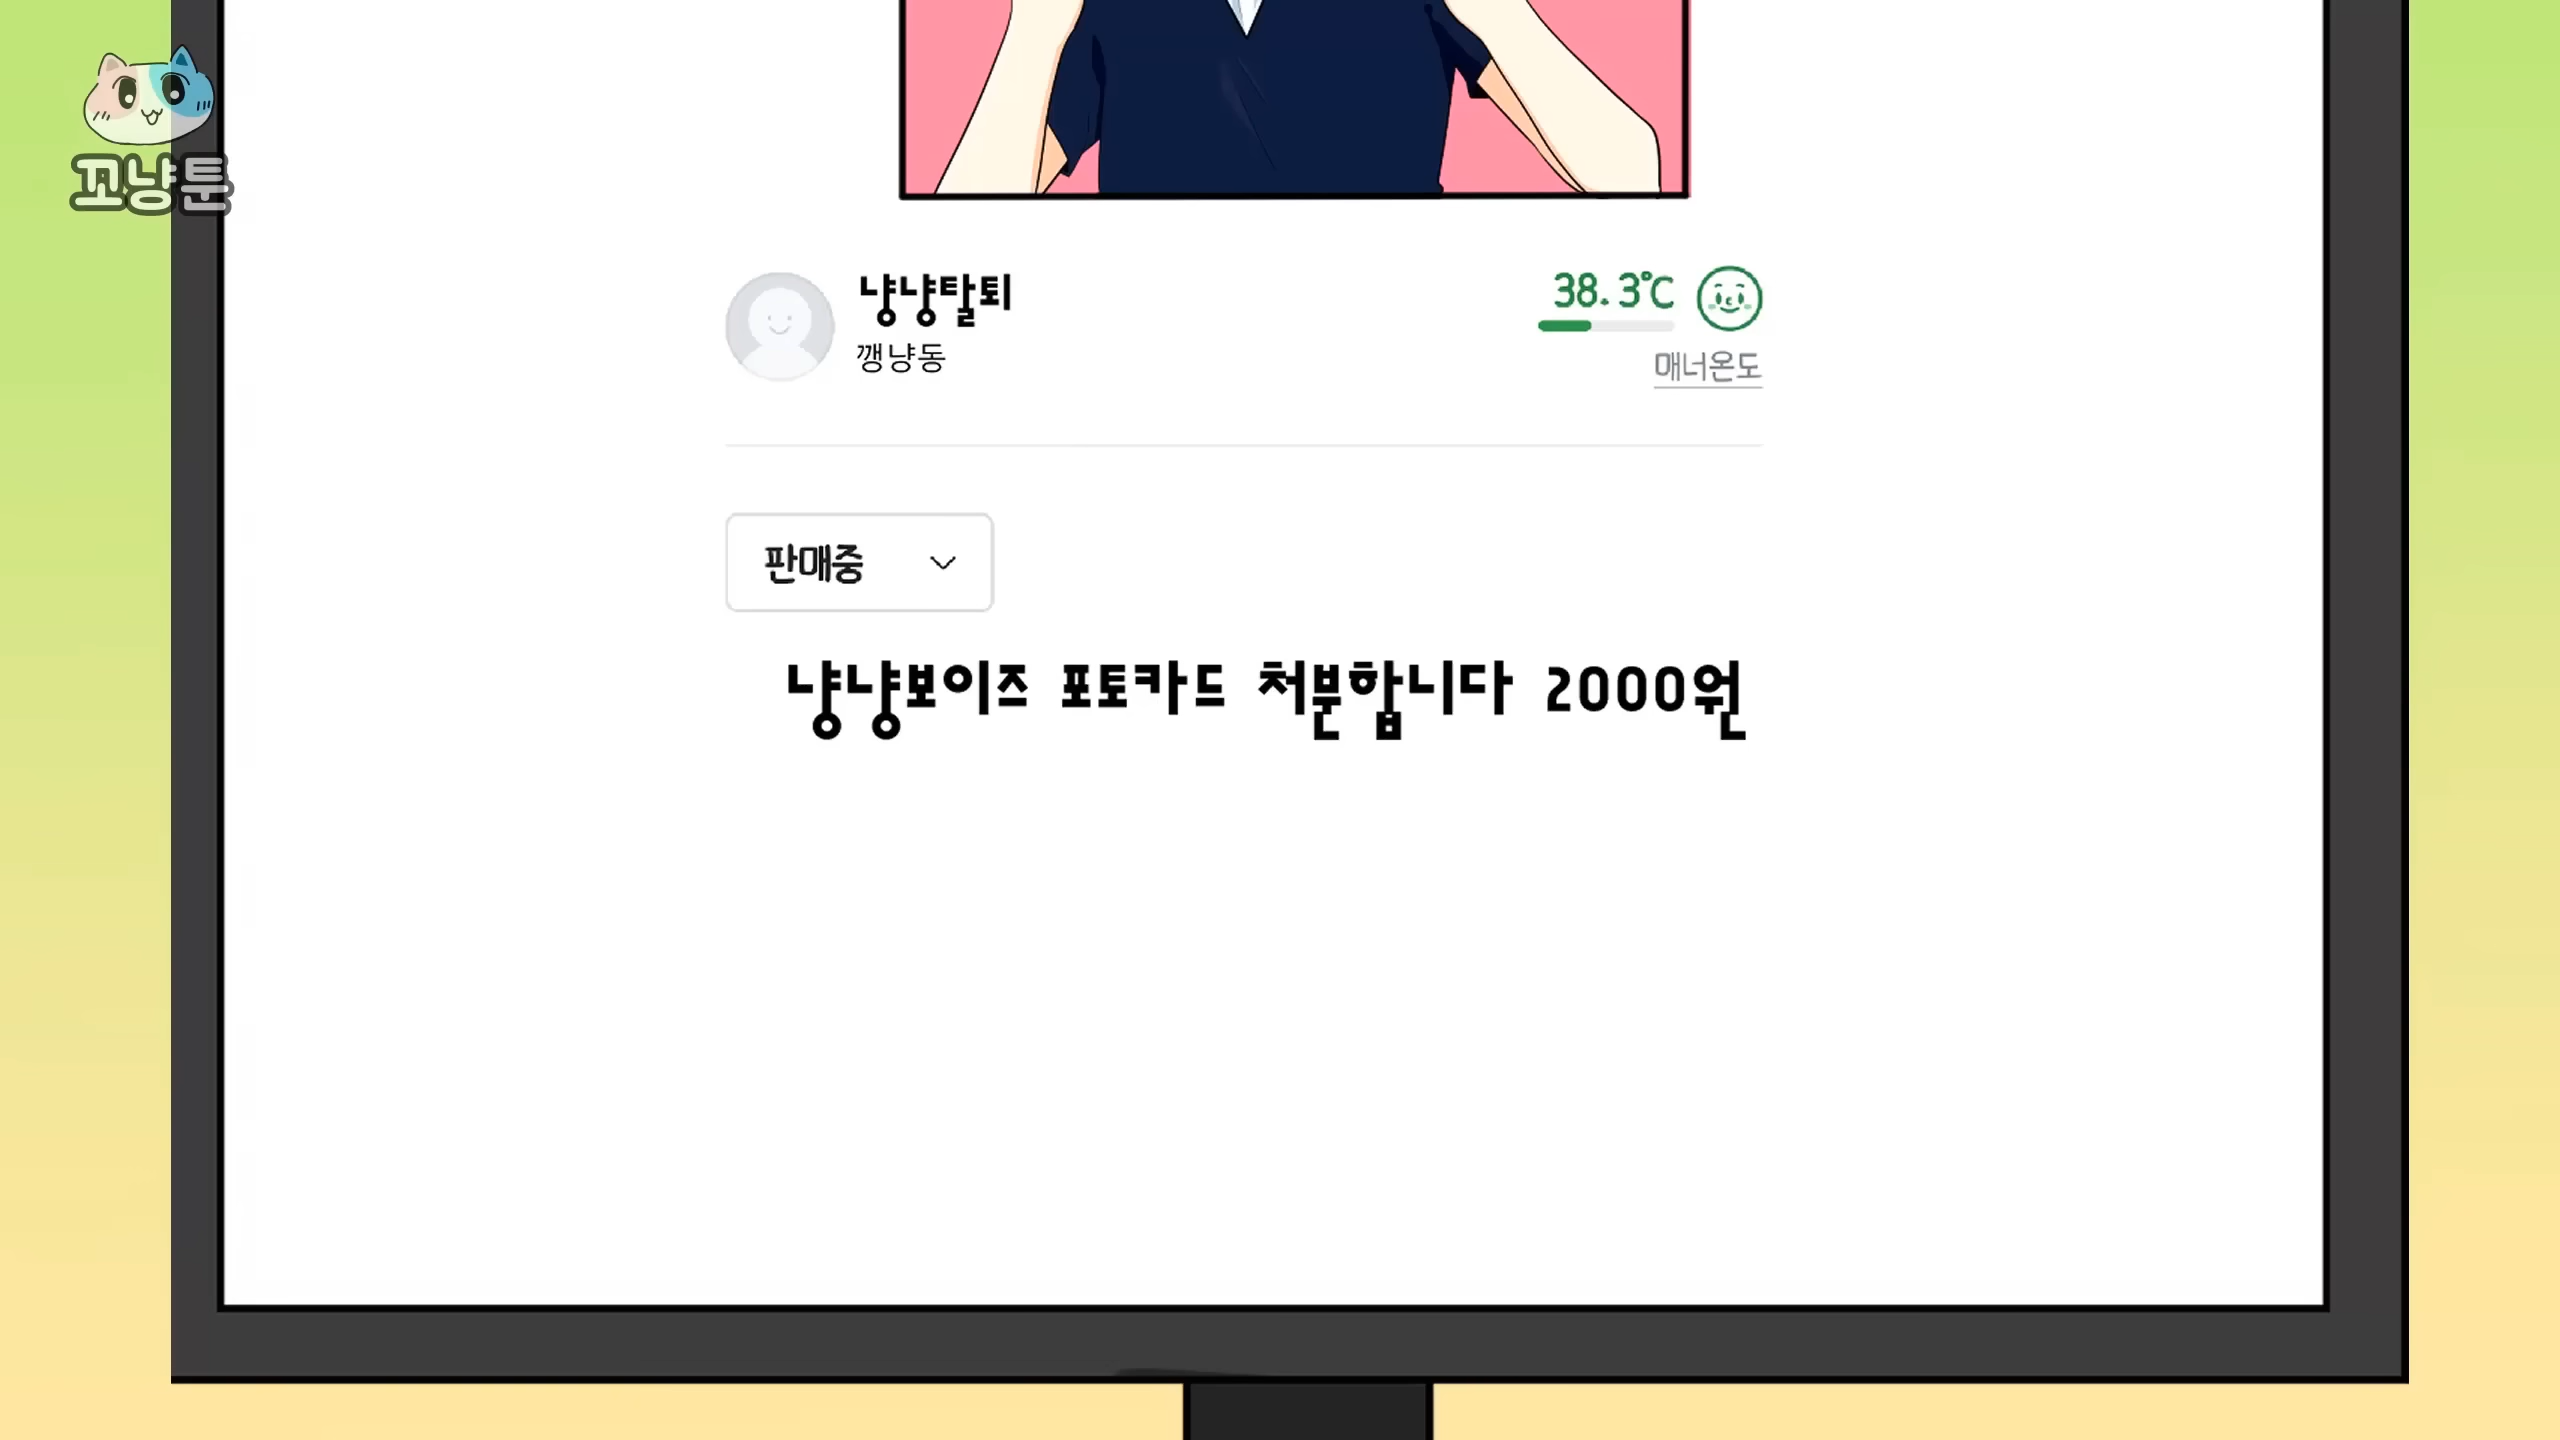 꼬냥툰
냥냥탈퇴
깽냥동
38.3℃
매너온도
판매중
냥냥보이즈 포토카드 처분합니다 2000원